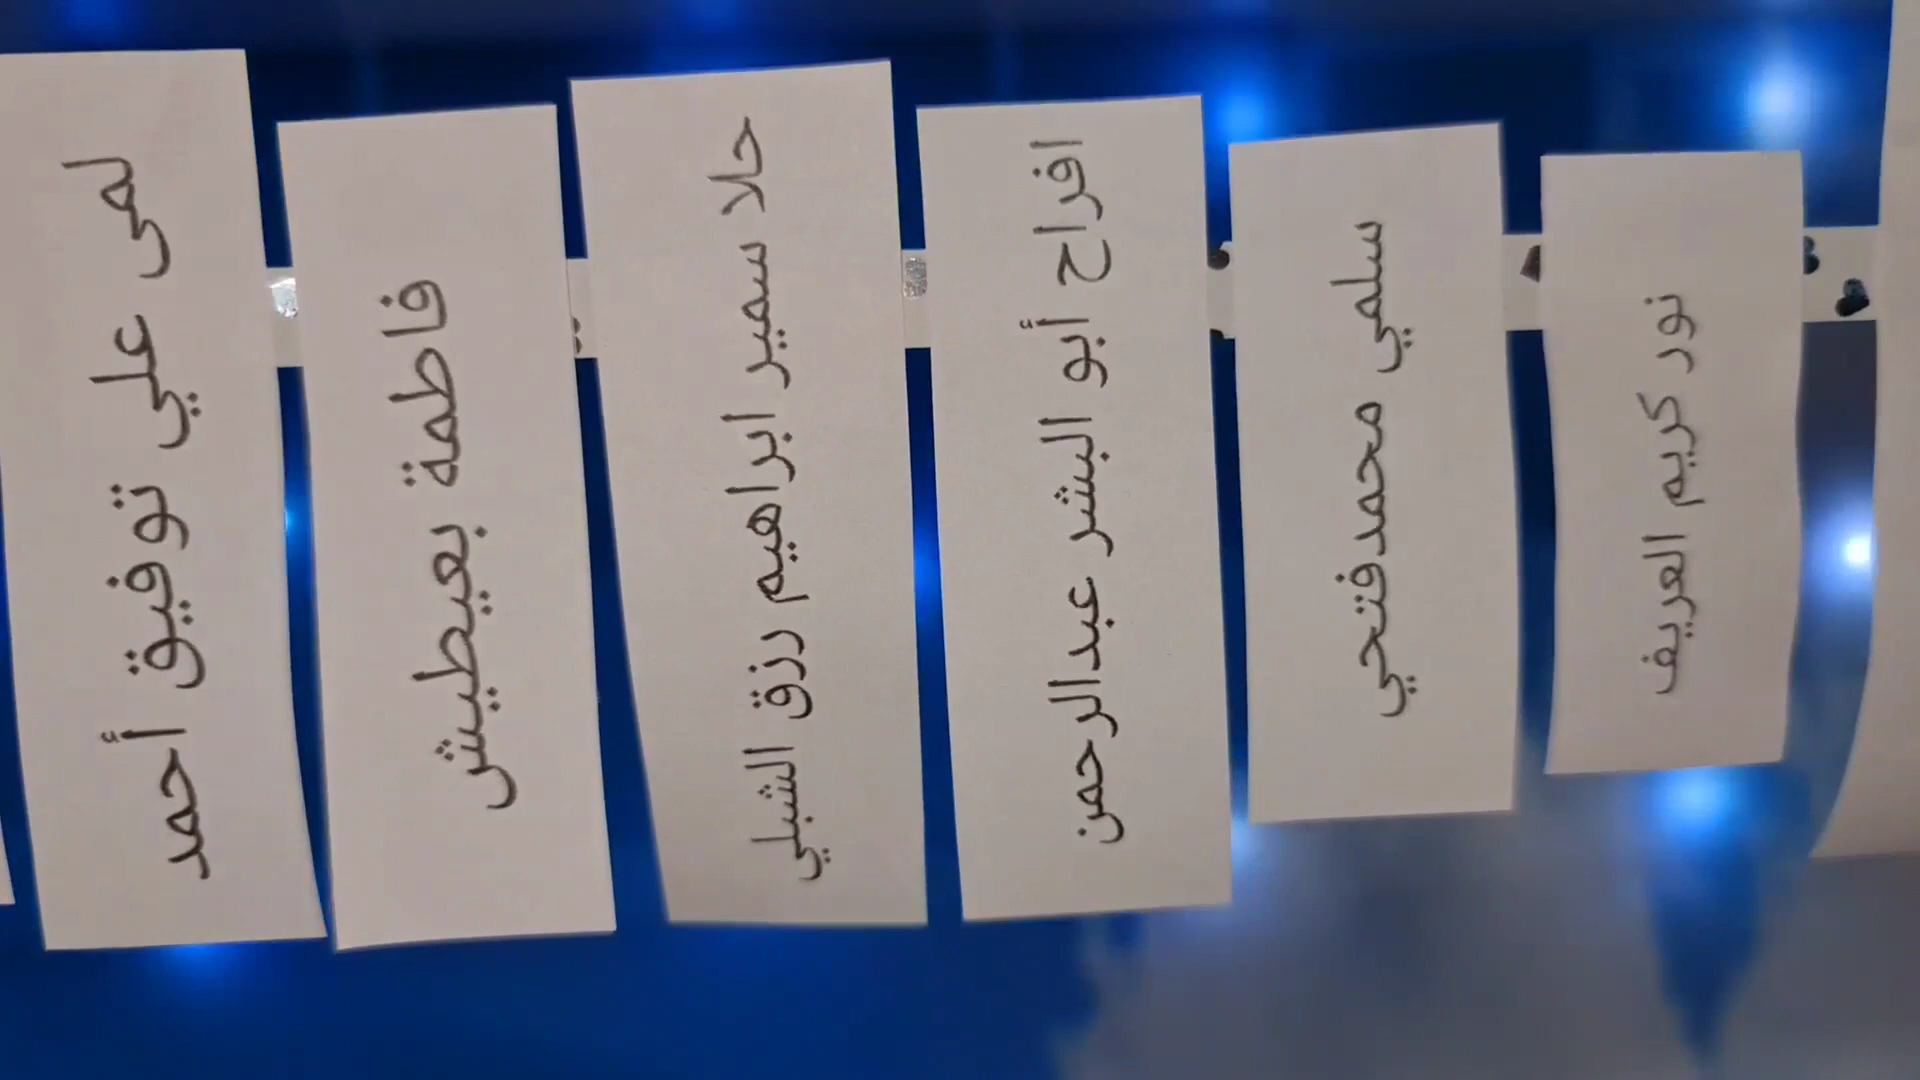 لمى علي توفيق أحمد
فاطمة بعيطيش
حلا سمير ابراهيم رزق الشبلي
افراح أبو البشر عبدالرحمن
سلمي محمدفتحي
نور كريم العريف